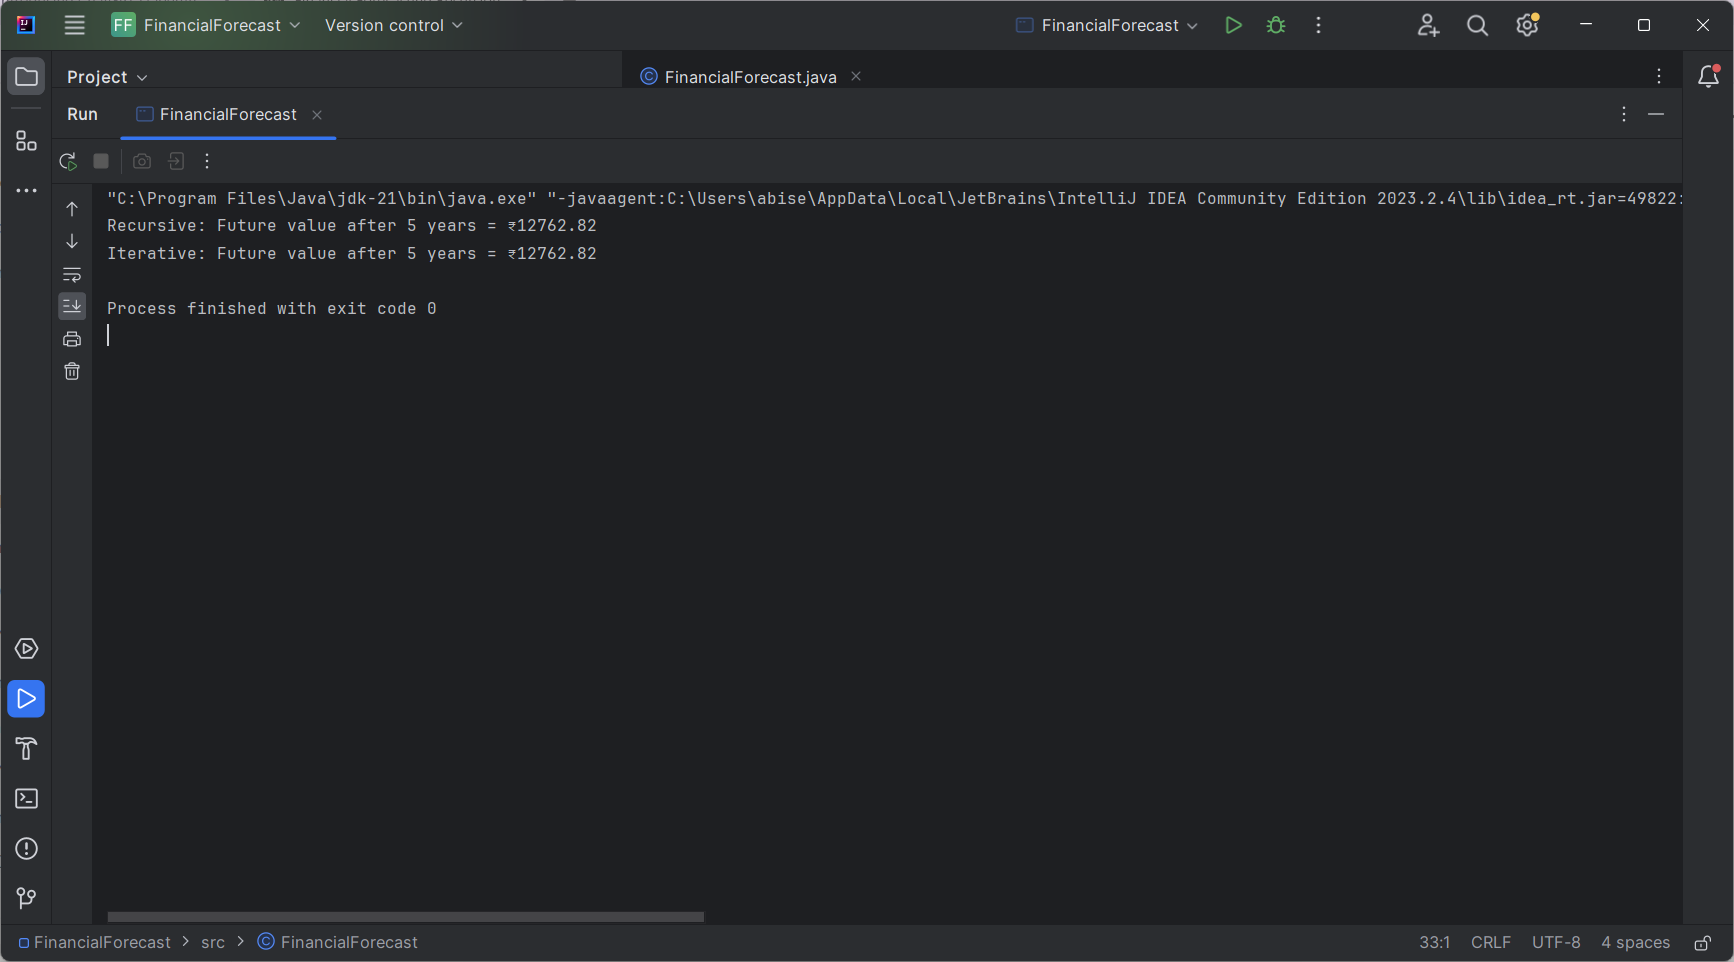 FF FinancialForecast Version control FinancialForecast
Project FinancialForecast.java
Run FinancialForecast
"C:\Program Files\Java\jdk-21\bin\java.exe" "-javaagent:C:\Users\abise\AppData\Local\JetBrains\IntelliJ IDEA Community Edition 2023.2.4\lib\idea_rt.jar=49822:
Recursive: Future value after 5 years = ₹12762.82
Iterative: Future value after 5 years = ₹12762.82
Process finished with exit code 0
FinancialForecast > src > FinancialForecast 33:1 CRLF UTF-8 4 spaces